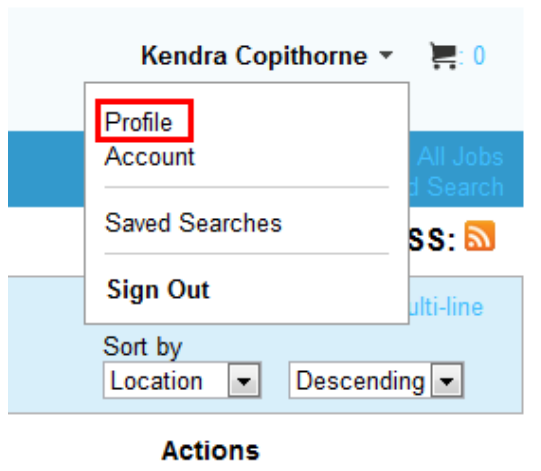 Kendra Copithorne : 0
Profile
Account
All Jobs
Search
Saved Searches
SS:
Sign Out
ulti-line
Sort by
Location Descending
Actions